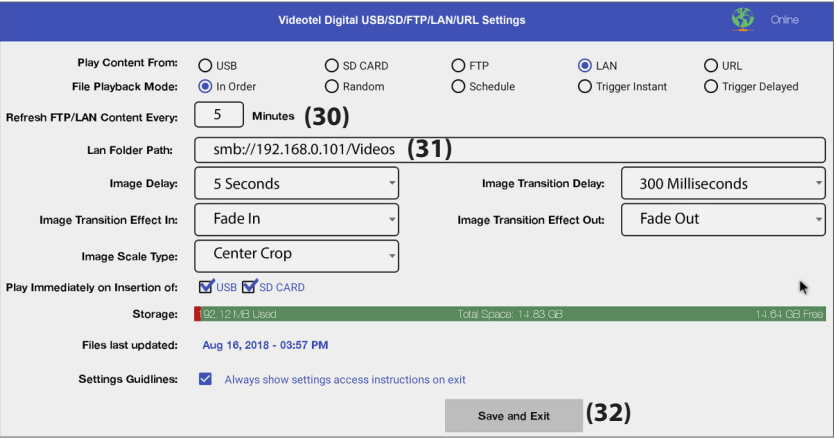 Videotel Digital USB/SD/FTP/LAN/URL Settings Online
Play Content From: USB SD CARD FTP LAN URL
File Playback Mode: In Order Random Schedule Trigger Instant Trigger Delayed
Refresh FTP/LAN Content Every: 5 Minutes (30)
Lan Folder Path: smb://192.168.0.101/Videos (31)
Image Delay: 5 Seconds Image Transition Delay: 300 Milliseconds
Image Transition Effect In: Fade In Image Transition Effect Out: Fade Out
Image Scale Type: Center Crop
Play Immediately on Insertion of: USB SD CARD
Storage: 192.12 MB Used Total Space: 14.83 GB 14.64 GB Free
Files last updated: Aug 16, 2018 - 03:57 PM
Settings Guidlines: Always show settings access instructions on exit
Save and Exit (32)